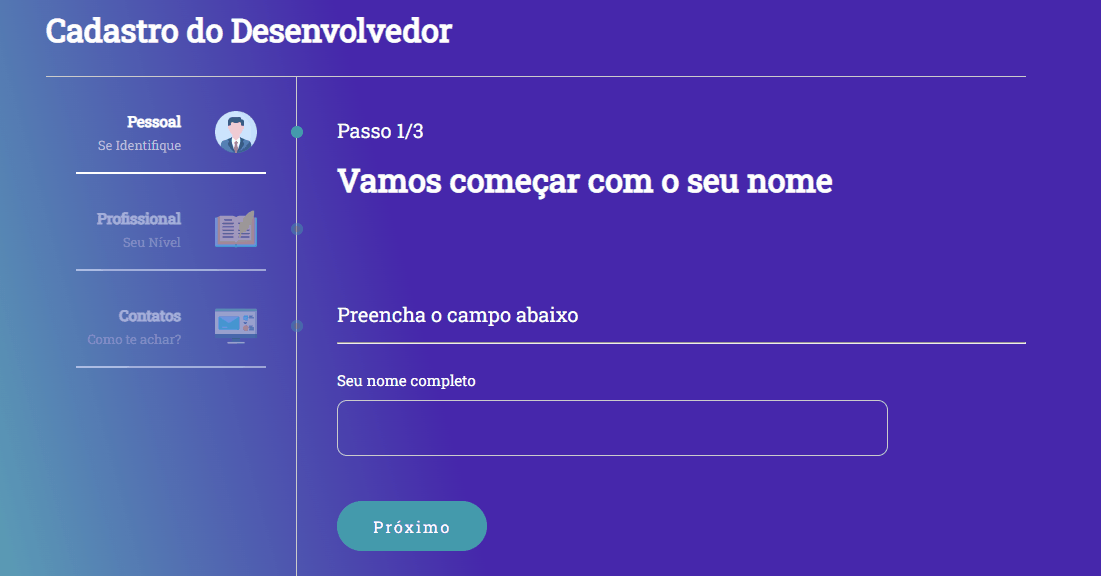 Cadastro do Desenvolvedor
Pessoal
Se Identifique
Profissional
Seu Nível
Contatos
Como te achar?
Passo 1/3
Vamos começar com o seu nome
Preencha o campo abaixo
Seu nome completo
Próximo